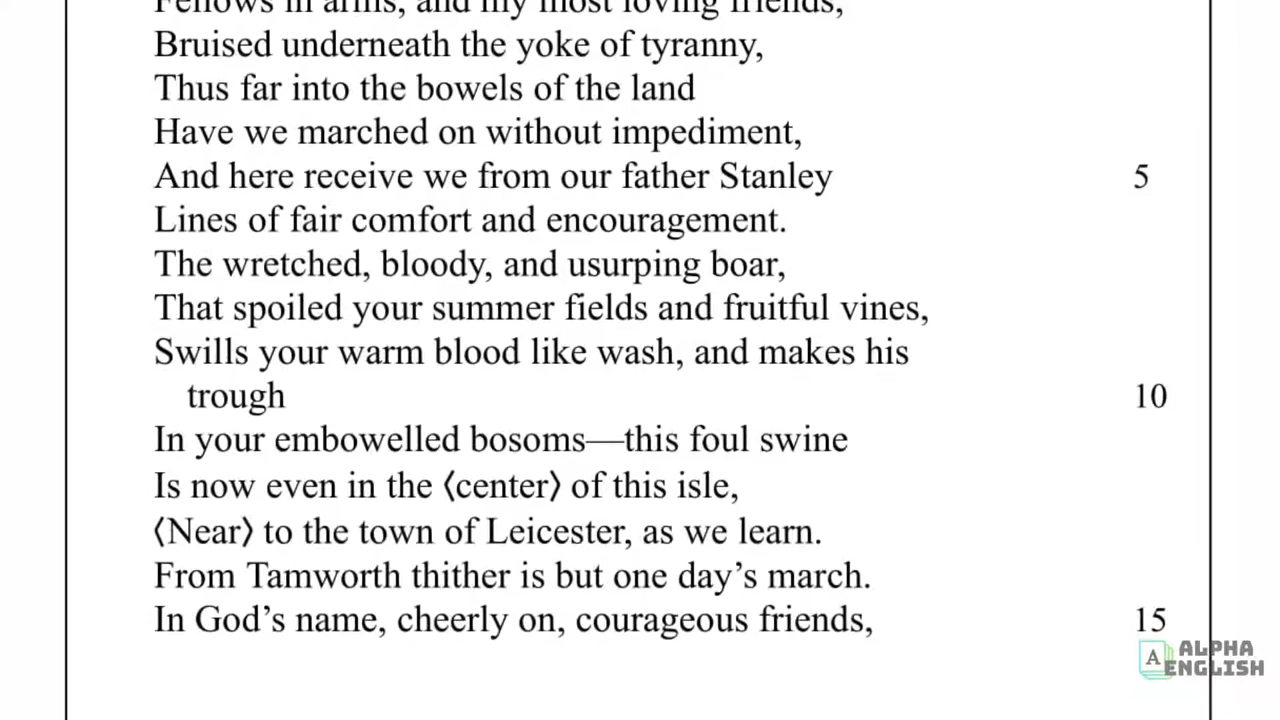 Fellows in arms, and my most loving friends,
Bruised underneath the yoke of tyranny,
Thus far into the bowels of the land
Have we marched on without impediment,
And here receive we from our father Stanley 5
Lines of fair comfort and encouragement.
The wretched, bloody, and usurping boar,
That spoiled your summer fields and fruitful vines,
Swills your warm blood like wash, and makes his
trough 10
In your embowelled bosoms—this foul swine
Is now even in the ⟨center⟩ of this isle,
⟨Near⟩ to the town of Leicester, as we learn.
From Tamworth thither is but one day’s march.
In God’s name, cheerly on, courageous friends, 15
A ALPHA
ENGLISH